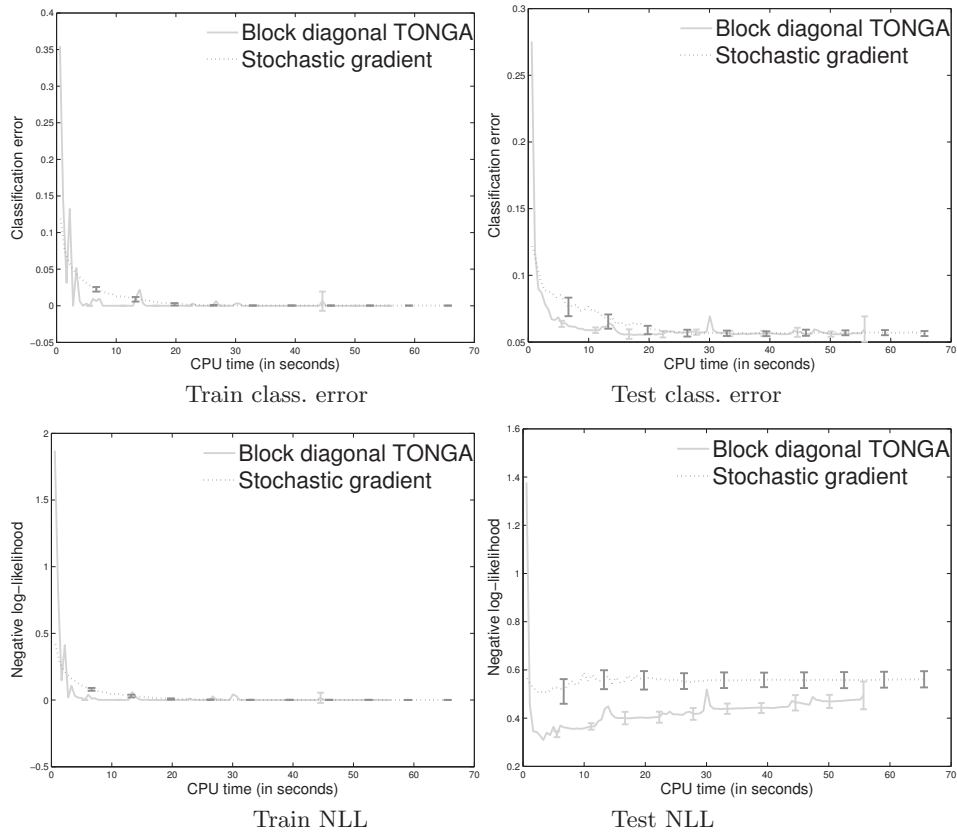 0.4
0.35
0.3
0.25
0.2
0.15
0.1
0.05
0
−0.05
Classification error
Block diagonal TONGA
Stochastic gradient
0 10 20 30 40 50 60 70
CPU time (in seconds)
Train class. error
0.3
0.25
0.2
0.15
0.1
0.05
Classification error
Block diagonal TONGA
Stochastic gradient
0 10 20 30 40 50 60 70
CPU time (in seconds)
Test class. error
2
1.5
1
0.5
0
−0.5
Negative log−likelihood
Block diagonal TONGA
Stochastic gradient
0 10 20 30 40 50 60 70
CPU time (in seconds)
Train NLL
1.6
1.4
1.2
1
0.8
0.6
0.4
0.2
Negative log−likelihood
Block diagonal TONGA
Stochastic gradient
0 10 20 30 40 50 60 70
CPU time (in seconds)
Test NLL